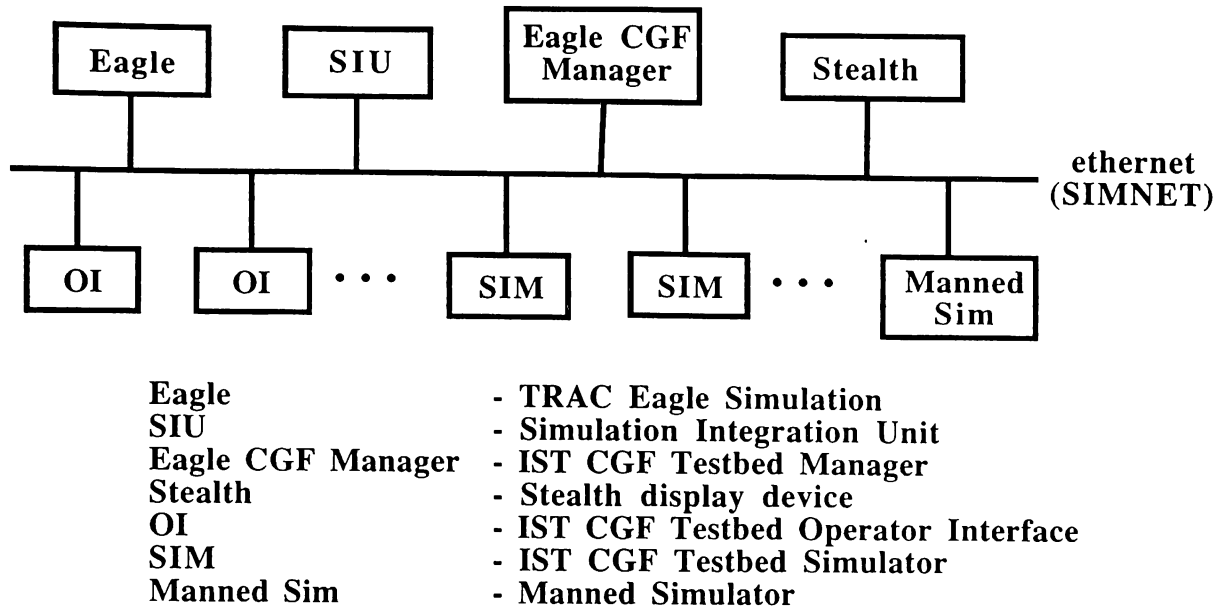 Eagle
SIU
Eagle CGF
Manager
Stealth
ethernet
(SIMNET)
OI
OI
• • •
SIM
SIM
• • •
Manned
Sim
Eagle - TRAC Eagle Simulation
SIU - Simulation Integration Unit
Eagle CGF Manager - IST CGF Testbed Manager
Stealth - Stealth display device
OI - IST CGF Testbed Operator Interface
SIM - IST CGF Testbed Simulator
Manned Sim - Manned Simulator